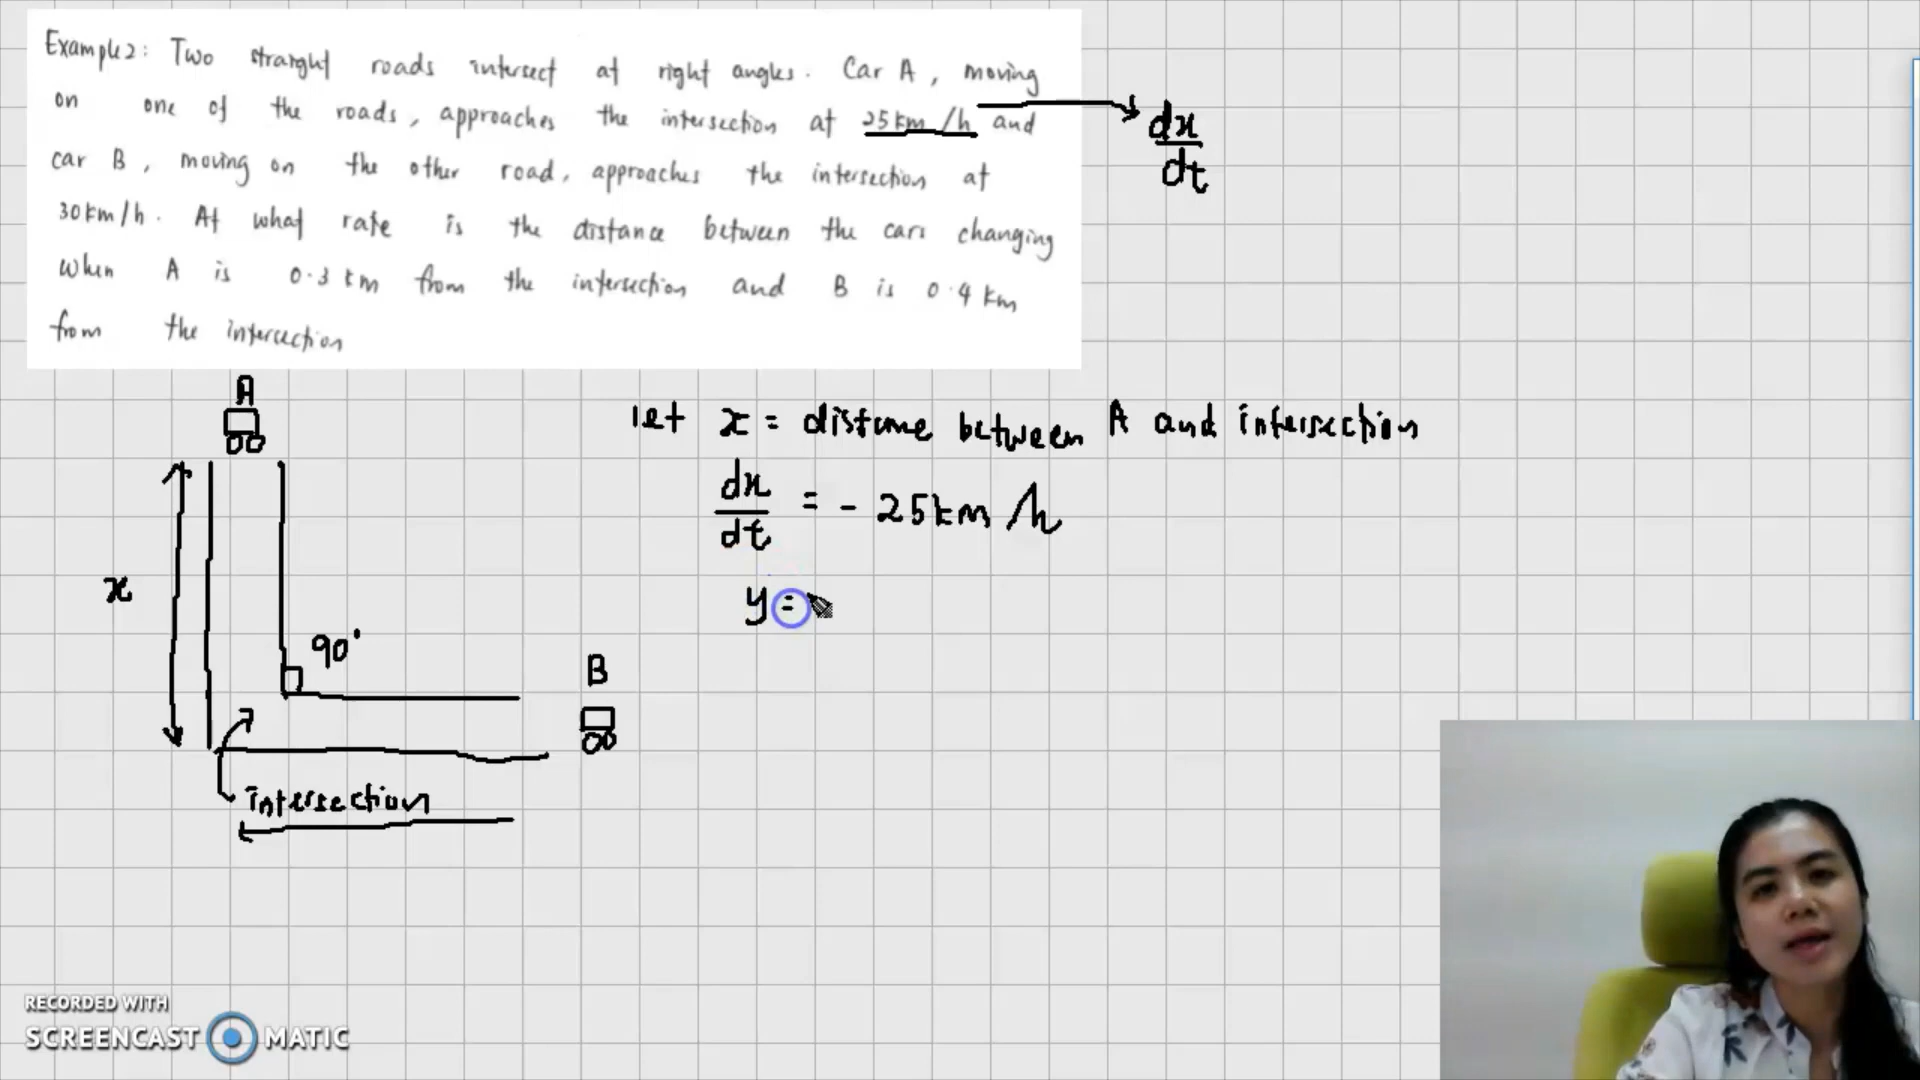 Example 2: Two straight roads intersect at right angles. Car A, moving
on one of the roads, approaches the intersection at 25km/h and
car B, moving on the other road, approaches the intersection at
30km/h. At what rate is the distance between the cars changing
when A is 0.3 km from the intersection and B is 0.4 km
from the intersection
dx
dt
A
let x = distance between A and intersection
dx
dt
= - 25km/h
x
y =
90°
B
intersection
RECORDED WITH
SCREENCAST MATIC